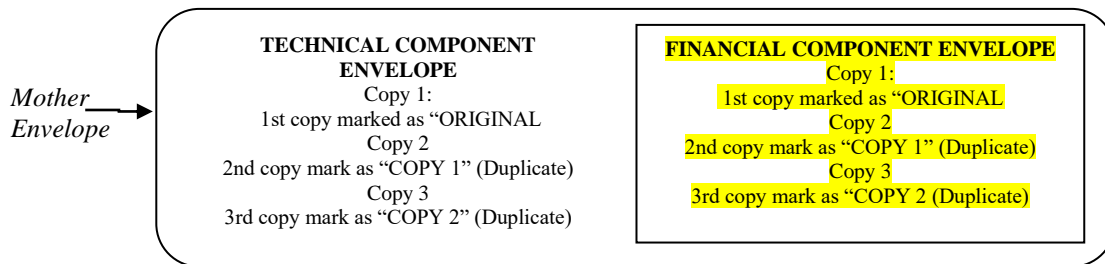 Mother
Envelope
TECHNICAL COMPONENT
ENVELOPE
Copy 1:
1st copy marked as “ORIGINAL
Copy 2
2nd copy mark as “COPY 1” (Duplicate)
Copy 3
3rd copy mark as “COPY 2” (Duplicate)
FINANCIAL COMPONENT ENVELOPE
Copy 1:
1st copy marked as “ORIGINAL
Copy 2
2nd copy mark as “COPY 1” (Duplicate)
Copy 3
3rd copy mark as “COPY 2 (Duplicate)